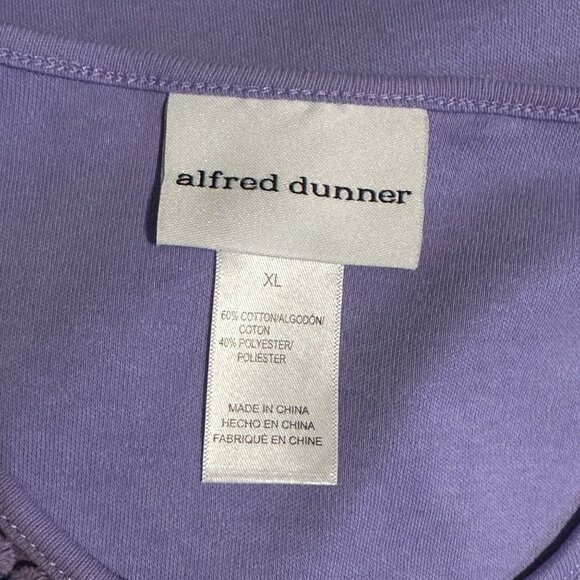 alfred dunner
XL
60% COTTON/ALGODÓN/
COTON
40% POLYESTER/
POLIÉSTER
MADE IN CHINA
HECHO EN CHINA
FABRIQUÉ EN CHINE